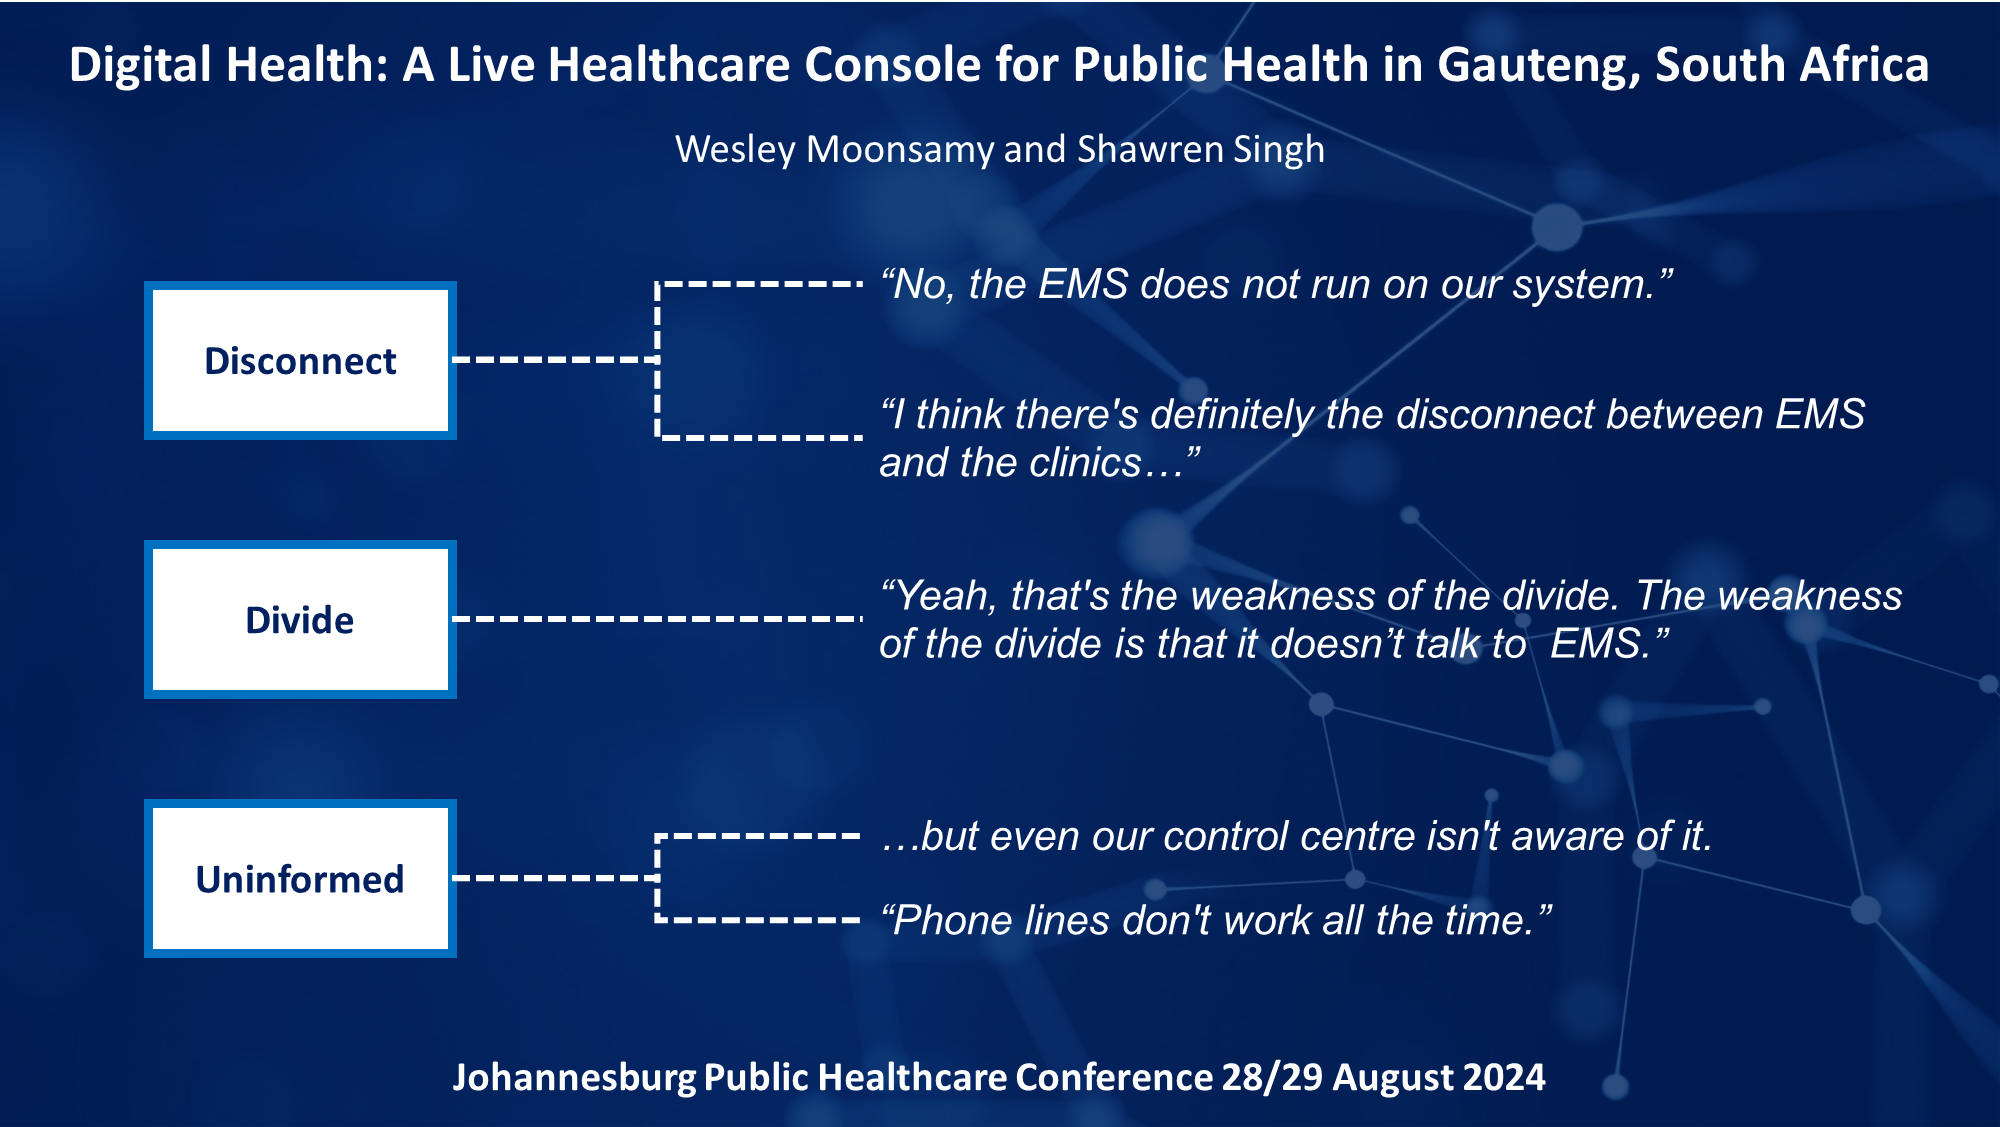 Digital Health: A Live Healthcare Console for Public Health in Gauteng, South Africa
Wesley Moonsamy and Shawren Singh
Disconnect
“No, the EMS does not run on our system.”
“I think there's definitely the disconnect between EMS
and the clinics…”
Divide
“Yeah, that's the weakness of the divide. The weakness
of the divide is that it doesn’t talk to  EMS.”
Uninformed
…but even our control centre isn't aware of it.
“Phone lines don't work all the time.”
Johannesburg Public Healthcare Conference 28/29 August 2024